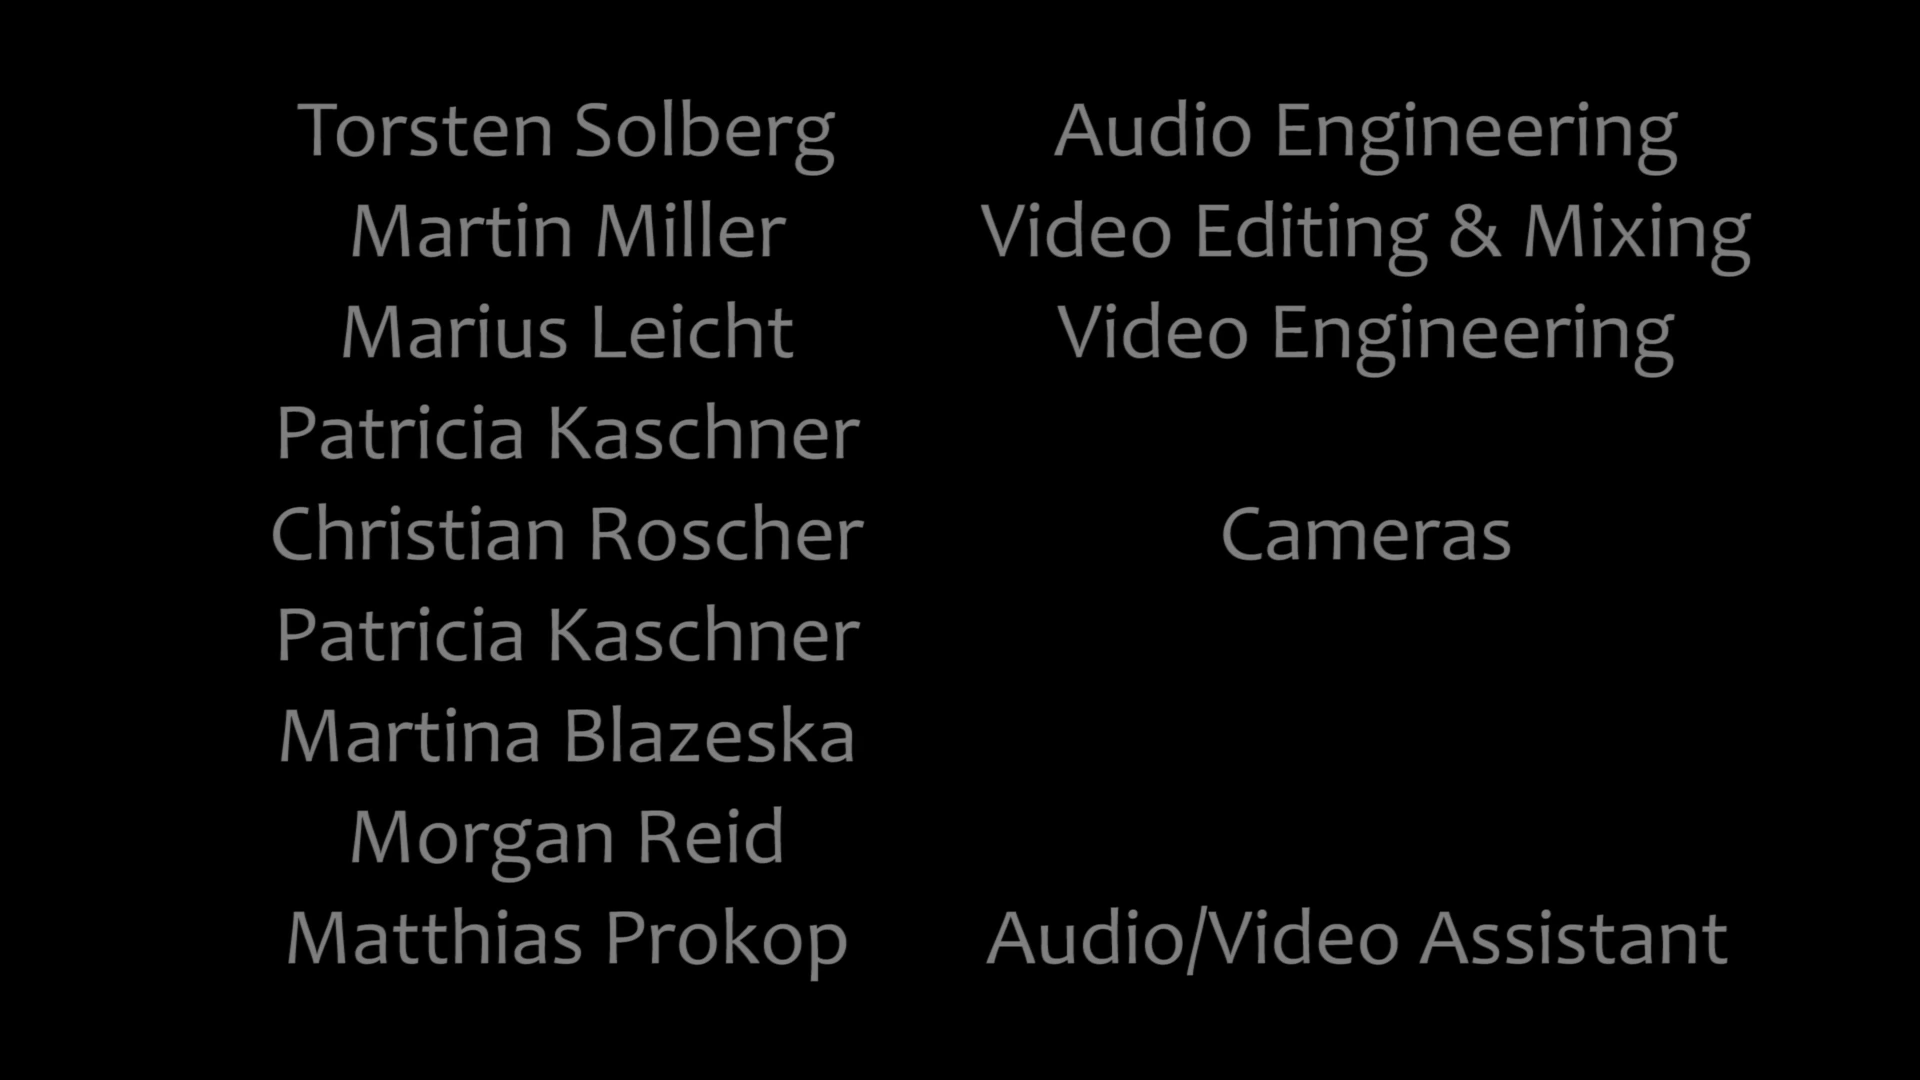 Torsten Solberg Audio Engineering
Martin Miller Video Editing & Mixing
Marius Leicht Video Engineering
Patricia Kaschner
Christian Roscher Cameras
Patricia Kaschner
Martina Blazeska
Morgan Reid
Matthias Prokop Audio/Video Assistant